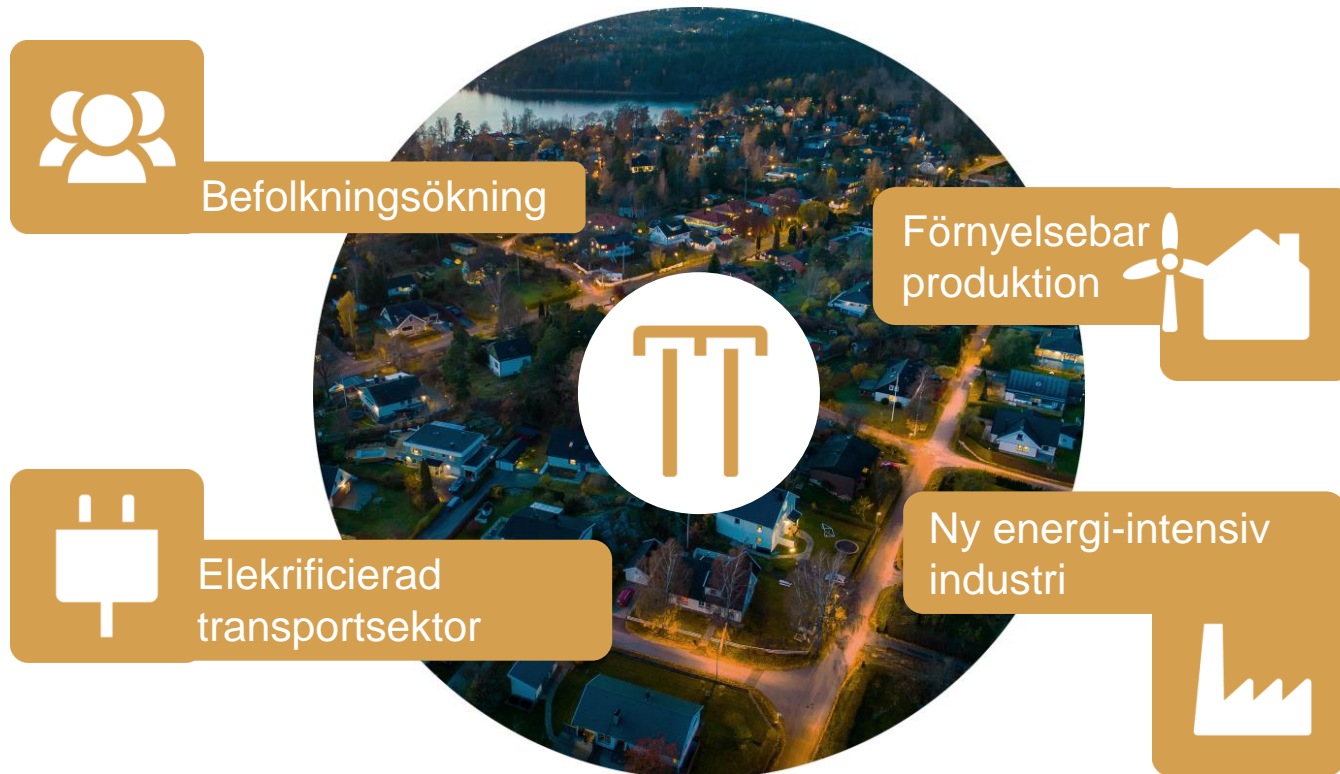 Befolkningsökning
Förnyelsebar
produktion
Elekrificierad
transportsektor
Ny energi-intensiv
industri